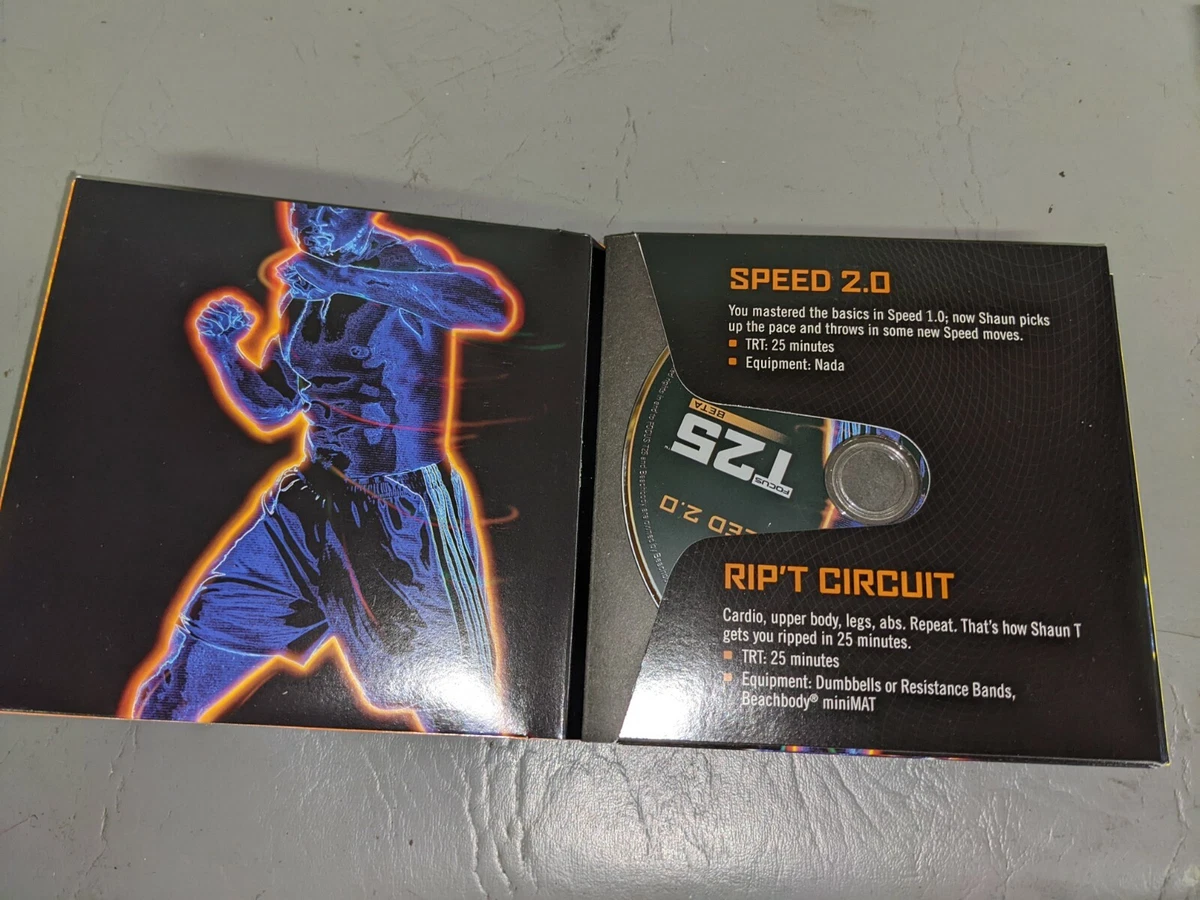 SPEED 2.0
You mastered the basics in Speed 1.0; now Shaun picks
up the pace and throws in some new Speed moves.
TRT: 25 minutes
Equipment: Nada
BETA
T25
FOCUS
2.0
RIP'T CIRCUIT
Cardio, upper body, legs, abs. Repeat. That's how Shaun T
gets you ripped in 25 minutes.
TRT: 25 minutes
Equipment: Dumbbells or Resistance Bands,
Beachbody® miniMAT